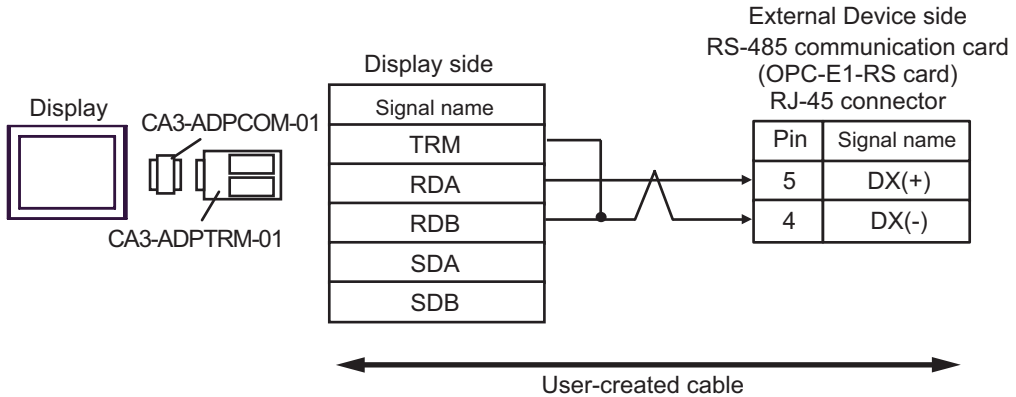 External Device side
RS-485 communication card
(OPC-E1-RS card)
RJ-45 connector
Display side
Display
CA3-ADPCOM-01
CA3-ADPTRM-01
Signal name
TRM
RDA
RDB
SDA
SDB
Pin Signal name
5 DX(+)
4 DX(-)
User-created cable